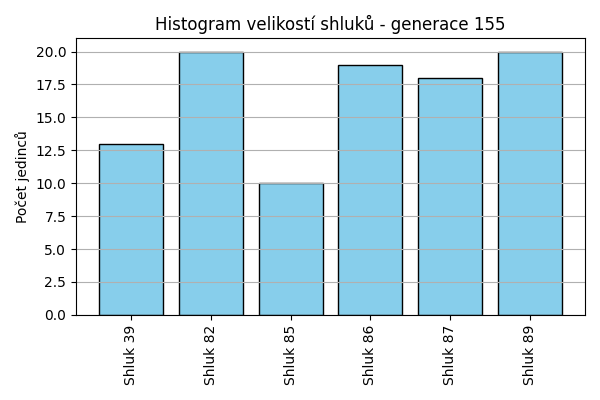 Histogram velikostí shluků - generace 155
Počet jedinců
20.0
17.5
15.0
12.5
10.0
7.5
5.0
2.5
0.0
Shluk 39
Shluk 82
Shluk 85
Shluk 86
Shluk 87
Shluk 89